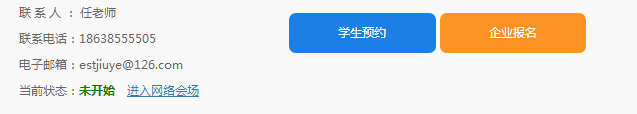 联 系 人 ： 任老师
联系电话：18638555505
电子邮箱：estjiuye@126.com
当前状态：未开始 进入网络会场
学生预约
企业报名